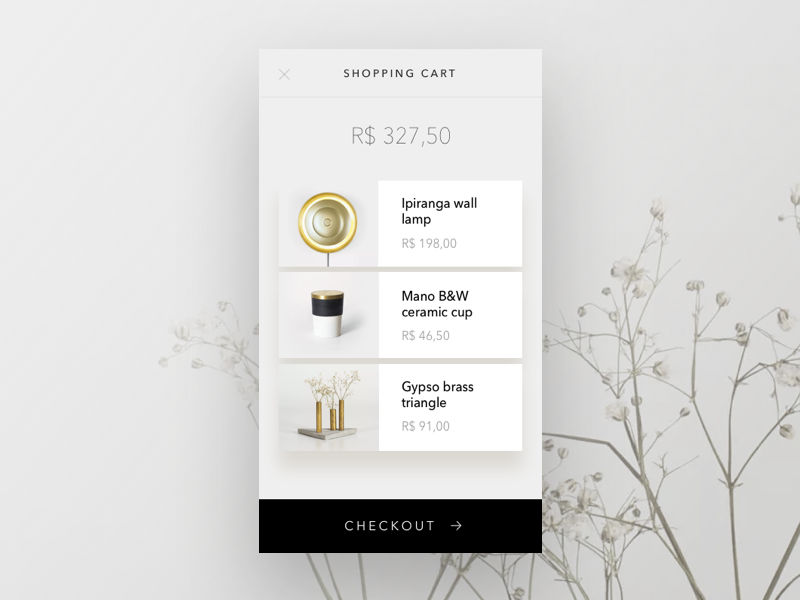 SHOPPING CART
R$ 327,50
Ipiranga wall
lamp
R$ 198,00
Mano B&W
ceramic cup
R$ 46,50
Gypso brass
triangle
R$ 91,00
CHECKOUT →